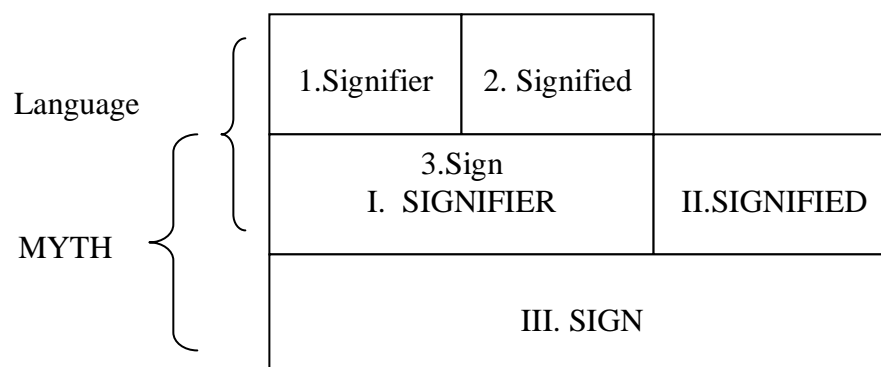 1.Signifier 2. Signified
Language
3.Sign
I. SIGNIFIER II.SIGNIFIED
MYTH
III. SIGN